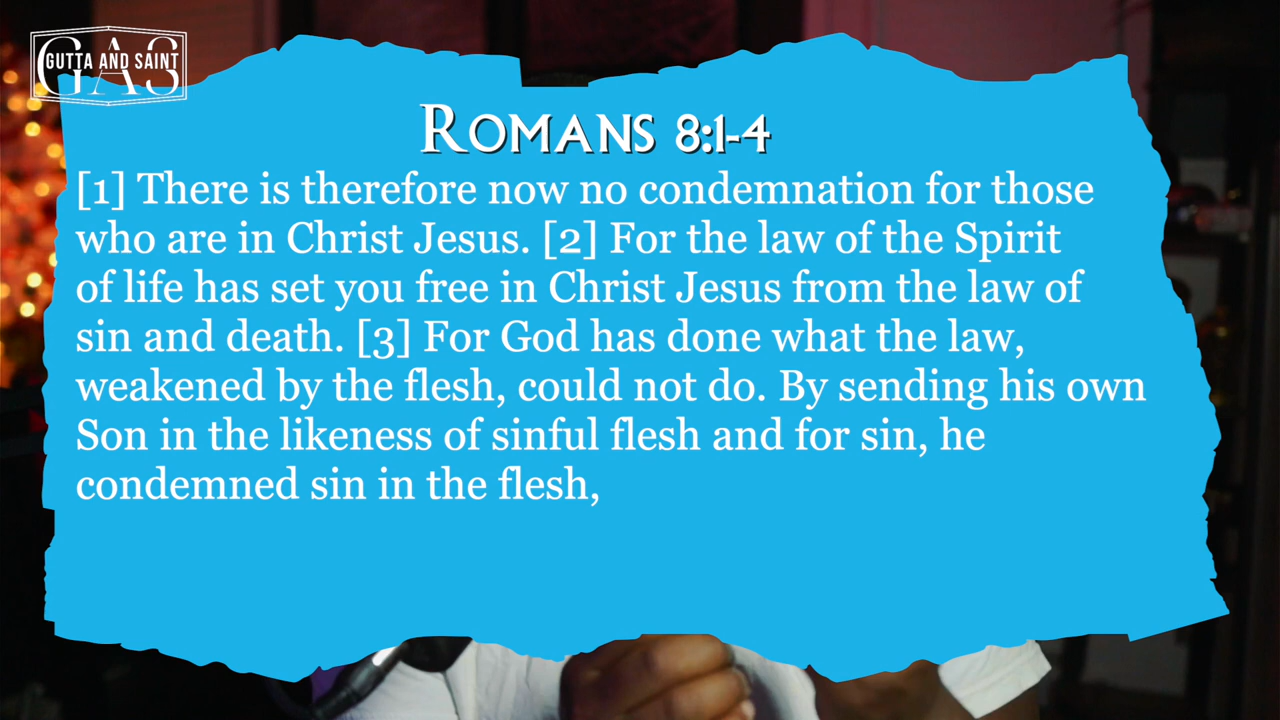 GAS
GUTTA AND SAINT
Romans 8:1-4
[1] There is therefore now no condemnation for those
who are in Christ Jesus. [2] For the law of the Spirit
of life has set you free in Christ Jesus from the law of
sin and death. [3] For God has done what the law,
weakened by the flesh, could not do. By sending his own
Son in the likeness of sinful flesh and for sin, he
condemned sin in the flesh,